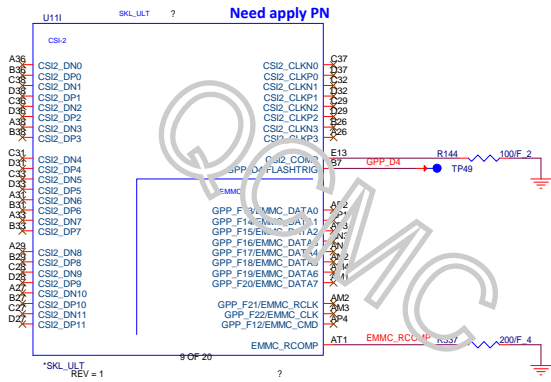 Need apply PN
U11I
SKL_ULT ?
CSI-2
A36 CSI2_DN0 CSI2_CLKN0 C37
B36 CSI2_DP0 CSI2_CLKP0 D37
C38 CSI2_DN1 CSI2_CLKN1 C32
D38 CSI2_DP1 CSI2_CLKP1 D32
C36 CSI2_DN2 CSI2_CLKN2 C29
D36 CSI2_DP2 CSI2_CLKP2 D29
A38 CSI2_DN3 CSI2_CLKN3 B26
B38 CSI2_DP3 CSI2_CLKP3 A26
C31 CSI2_DN4 CSI2_COMP E13 R144 100/F_2
D31 CSI2_DP4 GPP_D4/FLASHTRIG B7 GPP_D4 TP49
C33 CSI2_DN5
D33 CSI2_DP5 EMMC
A31 CSI2_DN6
B31 CSI2_DP6 GPP_F13/EMMC_DATA0
A33 CSI2_DN7 GPP_F14/EMMC_DATA1
B33 CSI2_DP7 GPP_F15/EMMC_DATA2
GPP_F16/EMMC_DATA3
A29 CSI2_DN8 GPP_F17/EMMC_DATA4
B29 CSI2_DP8 GPP_F18/EMMC_DATA5
C28 CSI2_DN9 GPP_F19/EMMC_DATA6
D28 CSI2_DP9 GPP_F20/EMMC_DATA7
A27 CSI2_DN10
B27 CSI2_DP10 GPP_F21/EMMC_RCLK AM2
C27 CSI2_DN11 GPP_F22/EMMC_CLK AM3
D27 CSI2_DP11 GPP_F12/EMMC_CMD AP4
EMMC_RCOMP AT1 EMMC_RCOMP R337 200/F_4
9 OF 20
*SKL_ULT
REV = 1 ?
QCMC